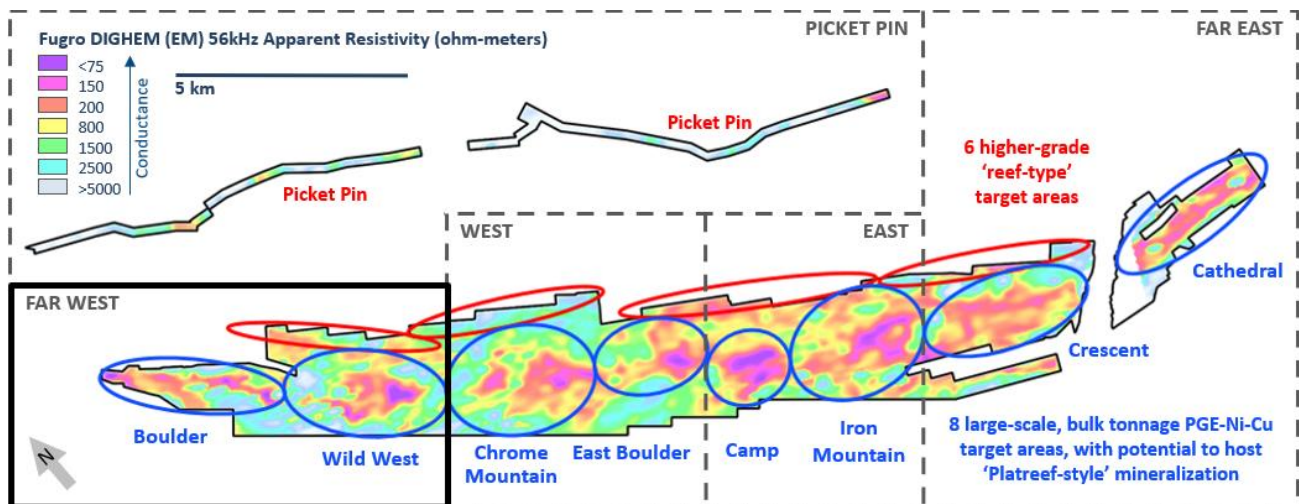 PICKET PIN
FAR EAST
Fugro DIGHEM (EM) 56kHz Apparent Resistivity (ohm-meters)
<75
150
200
800
1500
2500
>5000
Conductance
5 km
Picket Pin
Picket Pin
6 higher-grade
‘reef-type’
target areas
WEST
EAST
FAR WEST
Cathedral
Crescent
Boulder
Wild West
Chrome
Mountain
East Boulder
Camp
Iron
Mountain
8 large-scale, bulk tonnage PGE-Ni-Cu
target areas, with potential to host
‘Platreef-style’ mineralization
N